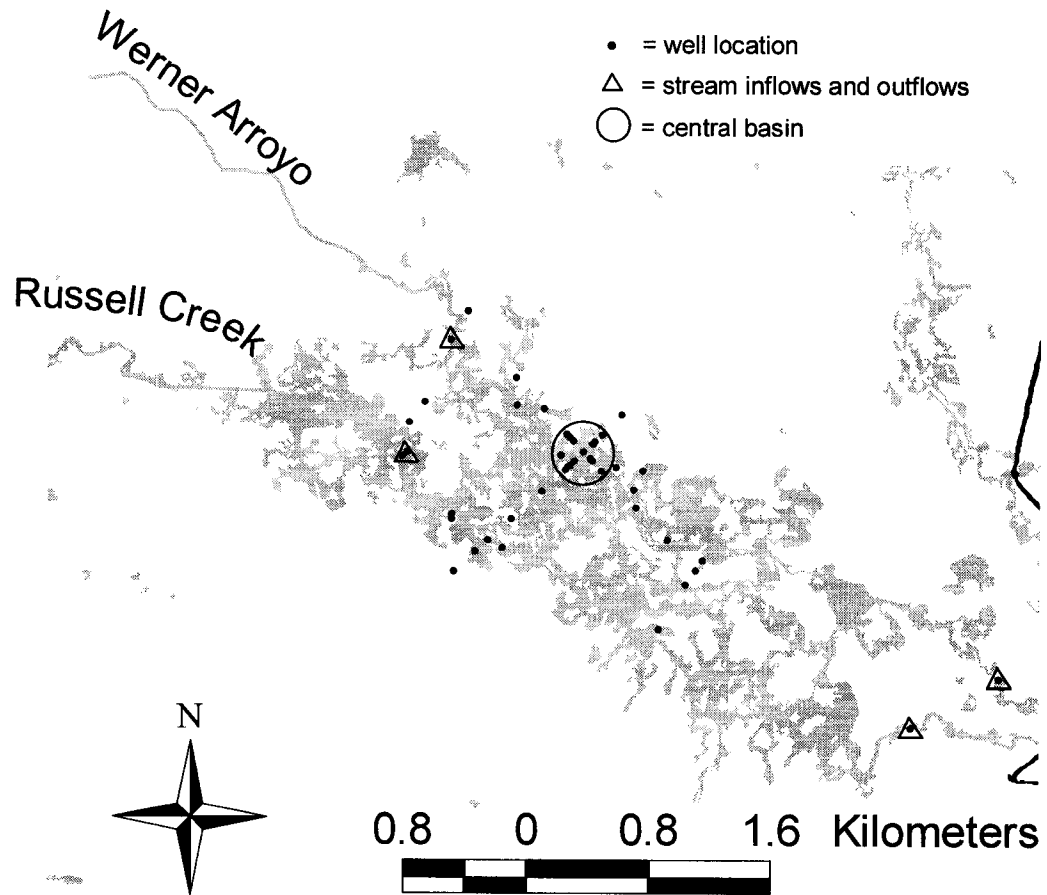 Werner Arroyo
• = well location
△ = stream inflows and outflows
◯ = central basin
Russell Creek
N
0.8 0 0.8 1.6 Kilometers